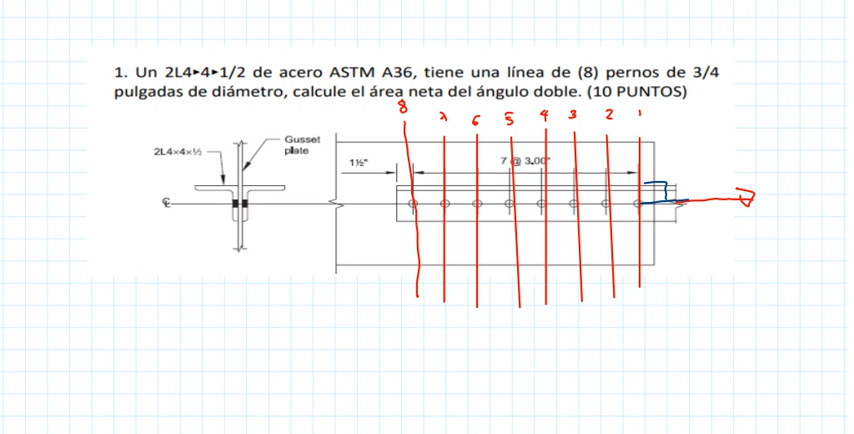 1. Un 2L4▸4▸1/2 de acero ASTM A36, tiene una línea de (8) pernos de 3/4
pulgadas de diámetro, calcule el área neta del ángulo doble. (10 PUNTOS)
8 7 6 5 4 3 2 1
Gusset
plate
2L4×4×½
1½"
7 @ 3.00"
℄